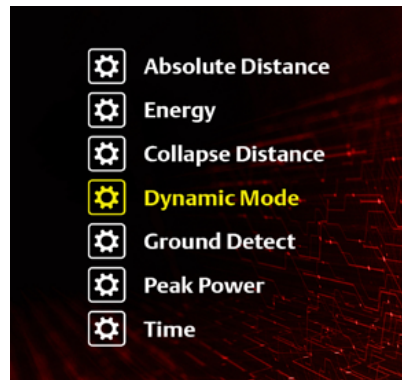 Absolute Distance
Energy
Collapse Distance
Dynamic Mode
Ground Detect
Peak Power
Time